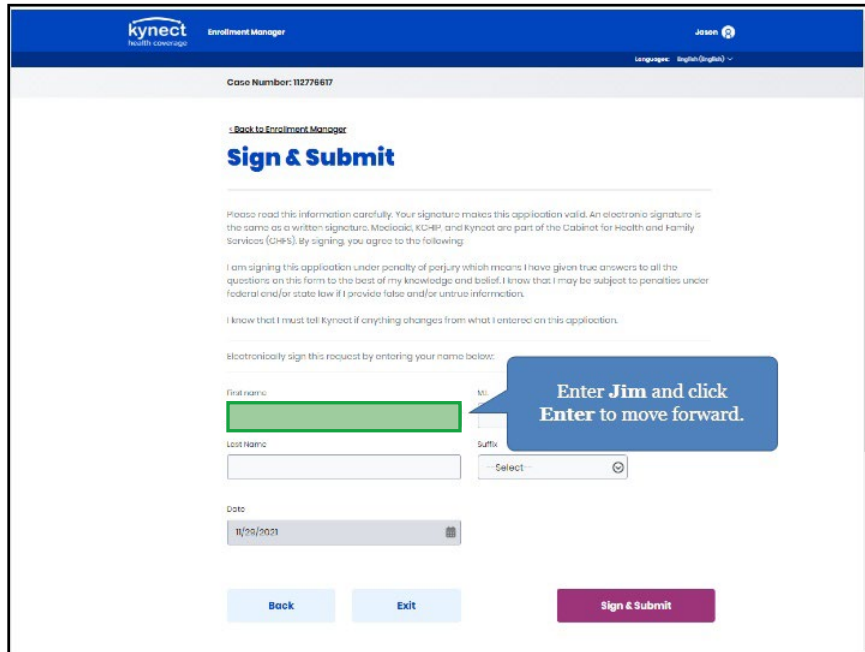 kynect
health coverage
Enrollment Manager
Jason
Languages: English (English)
Case Number: 112776617
< Back to Enrollment Manager
Sign & Submit
Please read this information carefully. Your signature makes this application valid. An electronic signature is
the same as a written signature. Medicaid, KCHIP, and Kynect are part of the Cabinet for Health and Family
Services (CHFS). By signing, you agree to the following:
I am signing this application under penalty of perjury which means I have given true answers to all the
questions on this form to the best of my knowledge and belief. I know that I may be subject to penalties under
federal and/or state law if I provide false and/or untrue information.
I know that I must tell Kynect if anything changes from what I entered on this application.
Electronically sign this request by entering your name below:
First name
M.I.
Enter Jim and click
Enter to move forward.
Last Name
Suffix
--Select--
Date
11/29/2021
Back
Exit
Sign & Submit